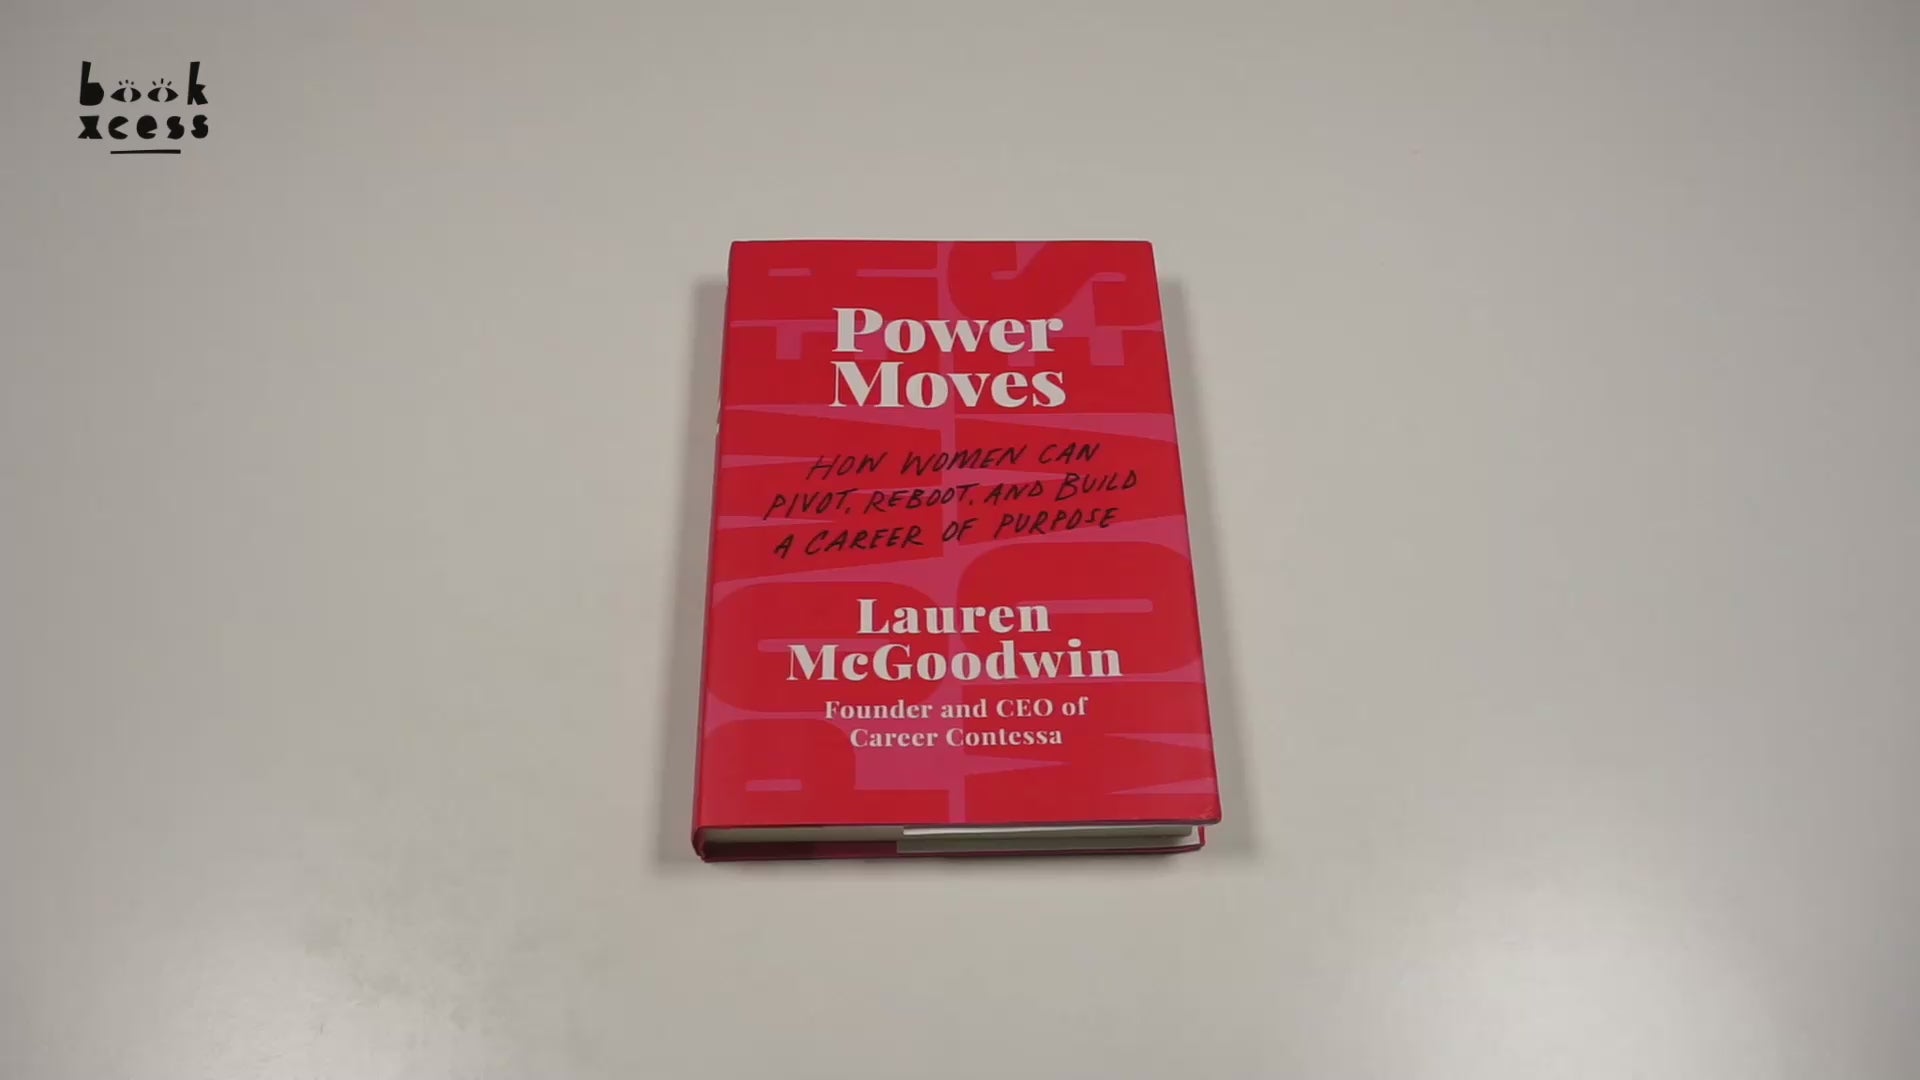 book
xcess
Power
Moves
HOW WOMEN CAN
PIVOT, REBOOT, AND BUILD
A CAREER OF PURPOSE
Lauren
McGoodwin
Founder and CEO of
Career Contessa